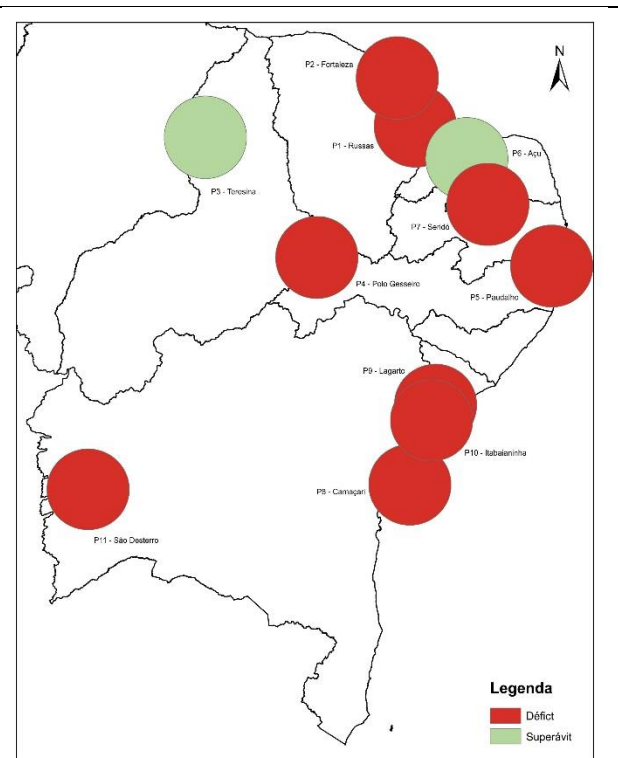 N
P2 - Fortaleza
P1 - Russas
P6 - Açu
P3 - Teresina
P7 - Seridó
P4 - Polo Gesseiro
P5 - Paudalho
P9 - Lagarto
P10 - Itabaianinha
P8 - Camaçari
P11 - São Desterro
Legenda
Défict
Superávit